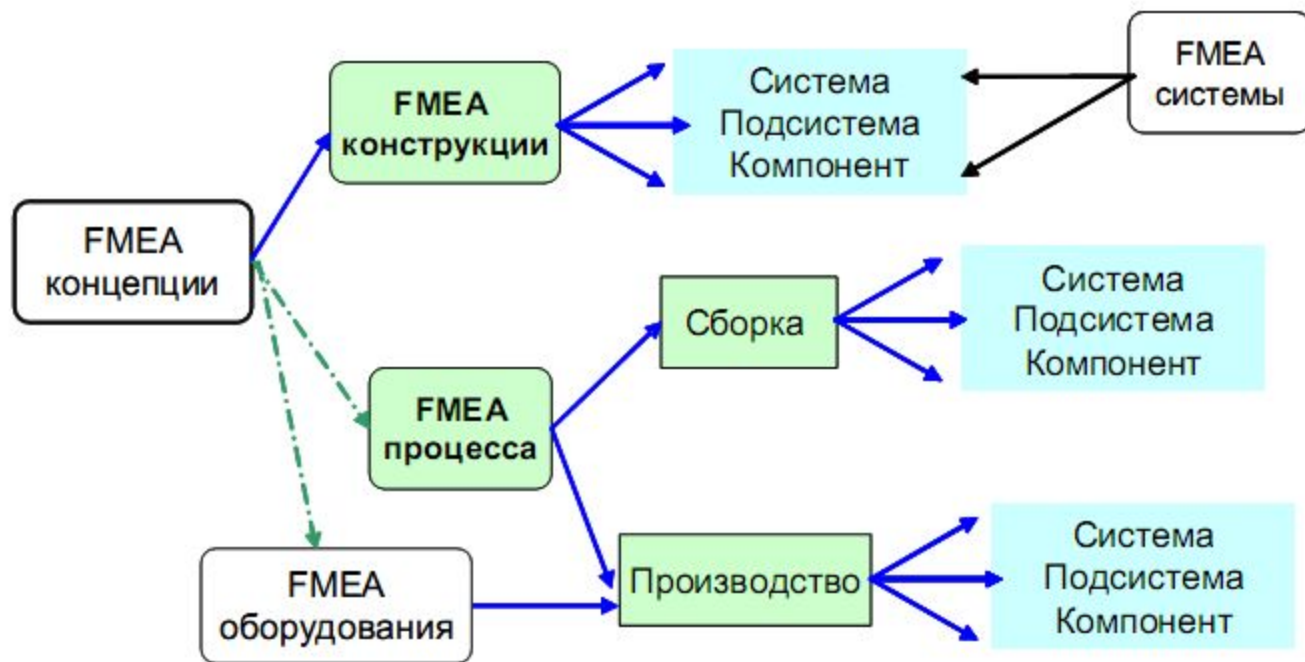 FMEA
системы
FMEA
конструкции
Система
Подсистема
Компонент
FMEA
концепции
Сборка
Система
Подсистема
Компонент
FMEA
процесса
FMEA
оборудования
Производство
Система
Подсистема
Компонент